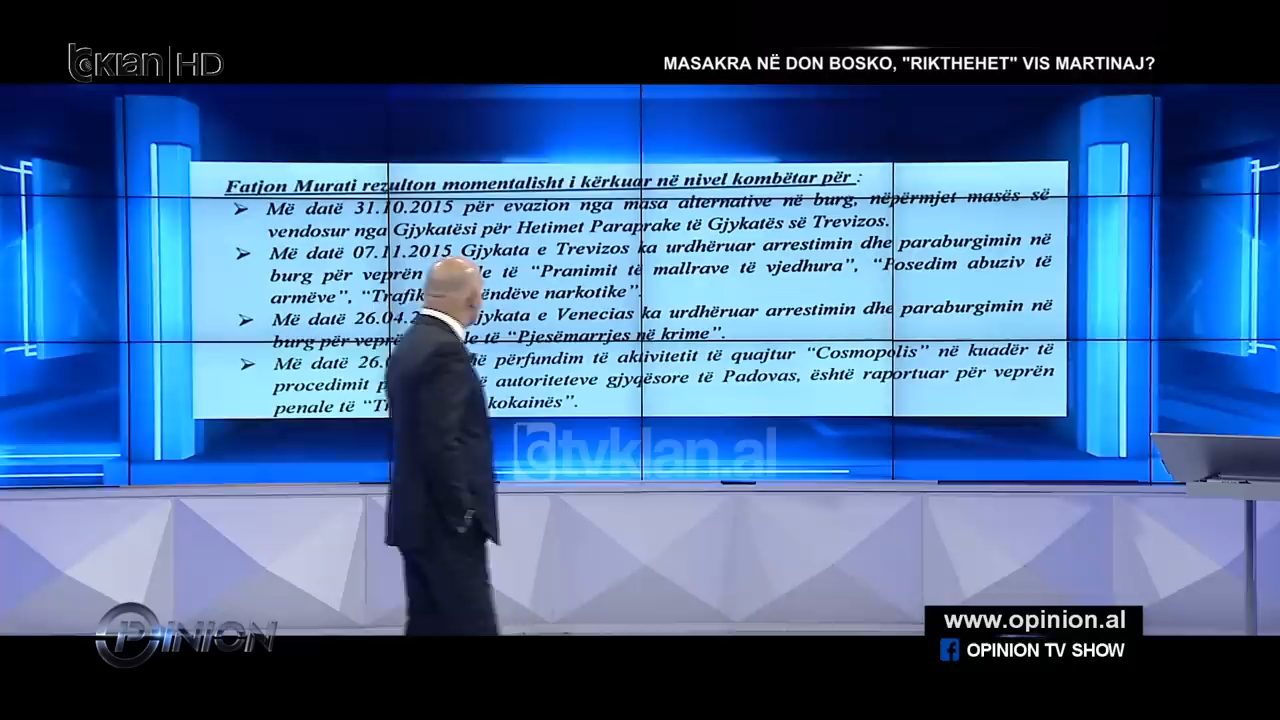 tvklan HD
MASAKRA NË DON BOSKO, "RIKTHEHET" VIS MARTINAJ?
Fatjon Murati rezulton momentalisht i kërkuar në nivel kombëtar për :
➢ Më datë 31.10.2015 për evazion nga masa alternative në burg, nëpërmjet masës së
vendosur nga Gjykatësi për Hetimet Paraprake të Gjykatës së Trevizos.
➢ Më datë 07.11.2015 Gjykata e Trevizos ka urdhëruar arrestimin dhe paraburgimin në
burg për veprën le të “Pranimit të mallrave të vjedhura”, “Posedim abuziv të
armëve”, “Trafik ëndëve narkotike”.
➢ Më datë 26.04.2 jykata e Venecias ka urdhëruar arrestimin dhe paraburgimin në
burg për vepr le të “Pjesëmarrjes në krime”.
➢ Më datë 26. përfundim të aktivitetit të quajtur “Cosmopolis” në kuadër të
procedimit autoriteteve gjyqësore të Padovas, është raportuar për veprën
penale të kokainës”.
tvklan.al
OPINION
www.opinion.al
OPINION TV SHOW